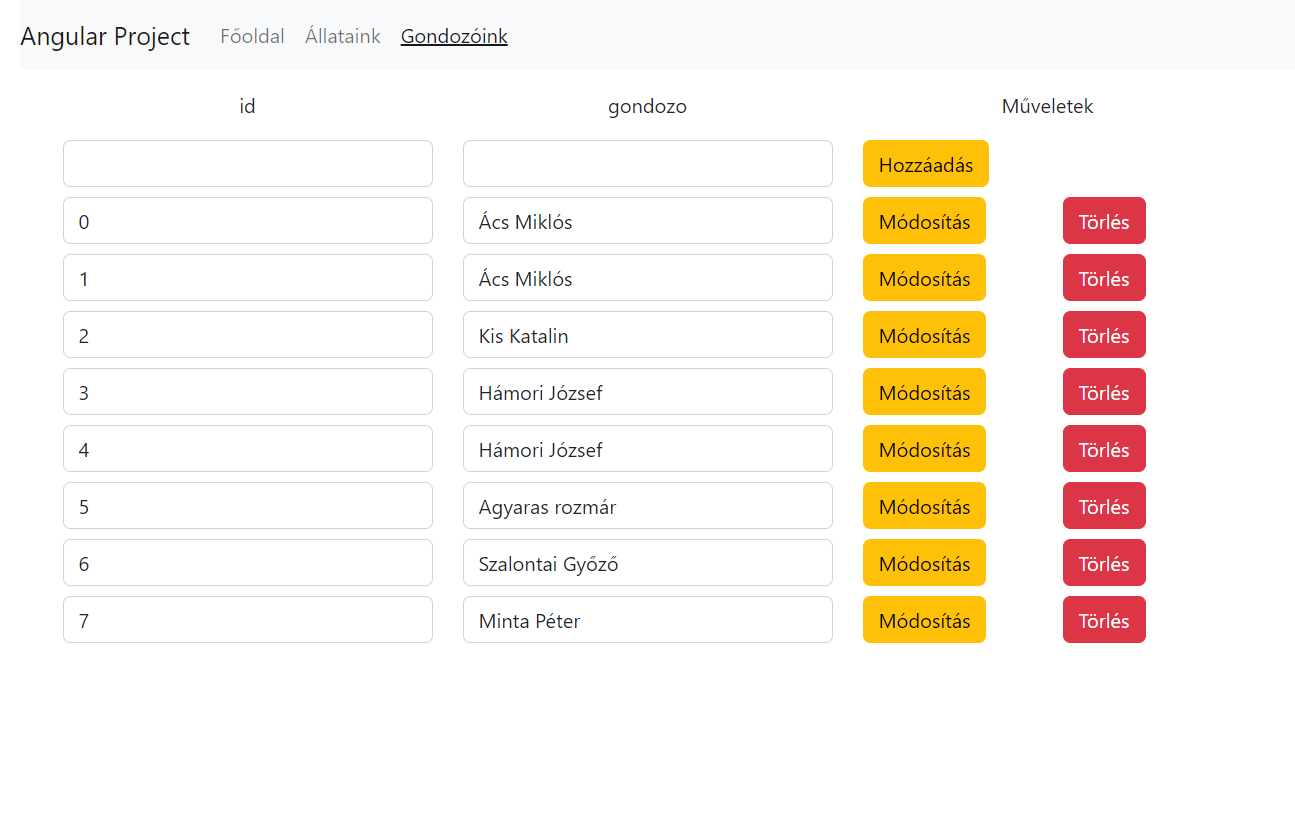 Angular Project Főoldal Állataink Gondozóink
id gondozo Műveletek
Hozzáadás
0 Ács Miklós Módosítás Törlés
1 Ács Miklós Módosítás Törlés
2 Kis Katalin Módosítás Törlés
3 Hámori József Módosítás Törlés
4 Hámori József Módosítás Törlés
5 Agyaras rozmár Módosítás Törlés
6 Szalontai Győző Módosítás Törlés
7 Minta Péter Módosítás Törlés